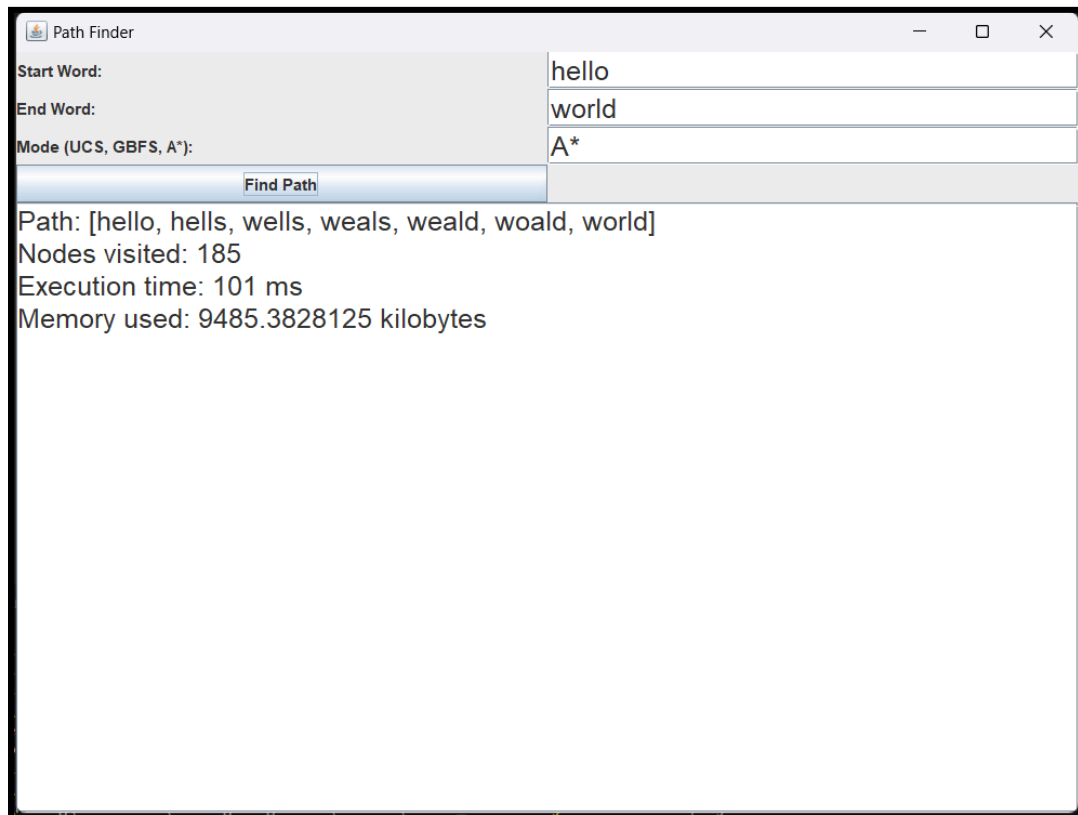 Path Finder
Start Word:
hello
End Word:
world
Mode (UCS, GBFS, A*):
A*
Find Path
Path: [hello, hells, wells, weals, weald, woald, world]
Nodes visited: 185
Execution time: 101 ms
Memory used: 9485.3828125 kilobytes